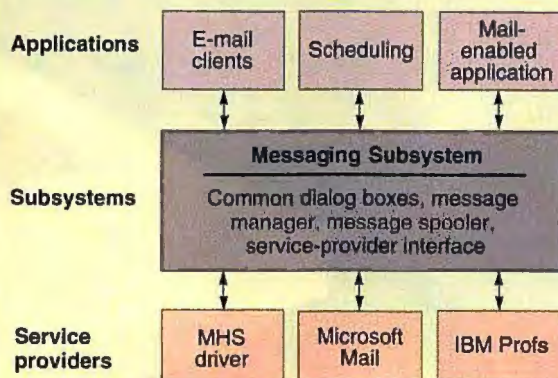 Applications
E-mail
clients
Scheduling
Mail-
enabled
application
Subsystems
Messaging Subsystem
Common dialog boxes, message
manager, message spooler,
service-provider interface
Service
providers
MHS
driver
Microsoft
Mail
IBM Profs